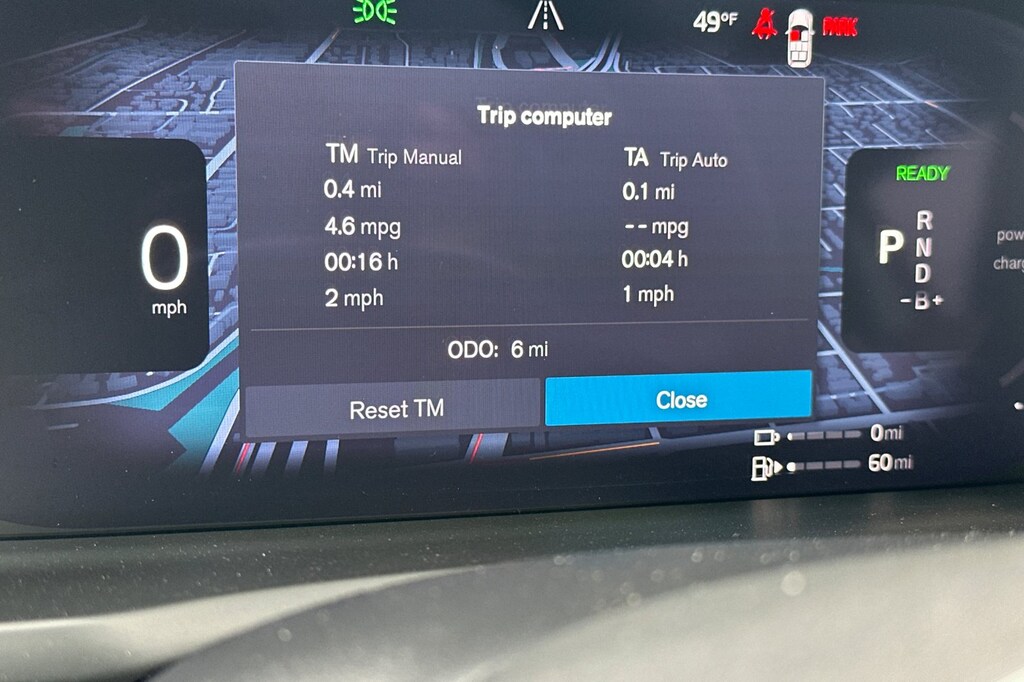 49°F PARK
Trip computer
TM Trip Manual
0.4 mi
4.6 mpg
00:16 h
2 mph
TA Trip Auto
0.1 mi
-- mpg
00:04 h
1 mph
ODO: 6 mi
Reset TM
Close
0
mph
READY
P
R
N
D
-B+
0mi
60mi